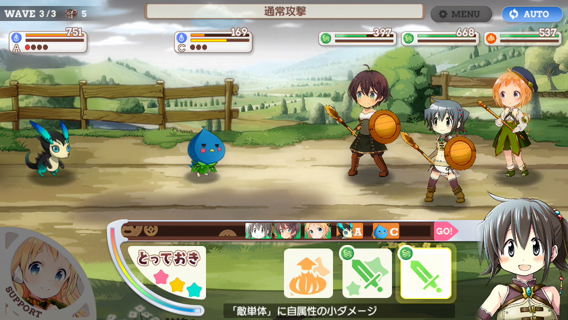 WAVE 3/3 5
通常攻撃
MENU
AUTO
751
A
169
C
397
668
537
A C GO!
とっておき
SUPPORT
「敵単体」に自属性の小ダメージ